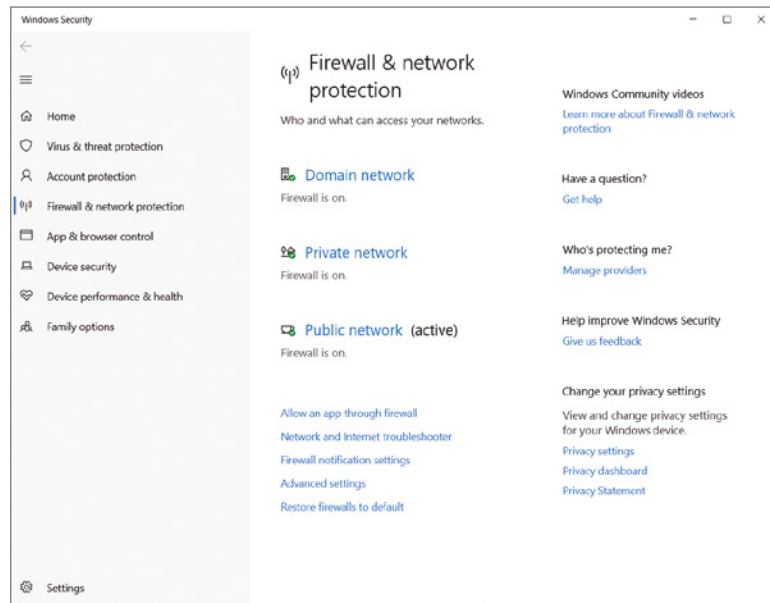 Windows Security
Home
Virus & threat protection
Account protection
Firewall & network protection
App & browser control
Device security
Device performance & health
Family options
Settings
Firewall & network
protection
Who and what can access your networks.
Domain network
Firewall is on.
Private network
Firewall is on.
Public network (active)
Firewall is on.
Allow an app through firewall
Network and Internet troubleshooter
Firewall notification settings
Advanced settings
Restore firewalls to default
Windows Community videos
Learn more about Firewall & network
protection
Have a question?
Get help
Who's protecting me?
Manage providers
Help improve Windows Security
Give us feedback
Change your privacy settings
View and change privacy settings
for your Windows device.
Privacy settings
Privacy dashboard
Privacy Statement